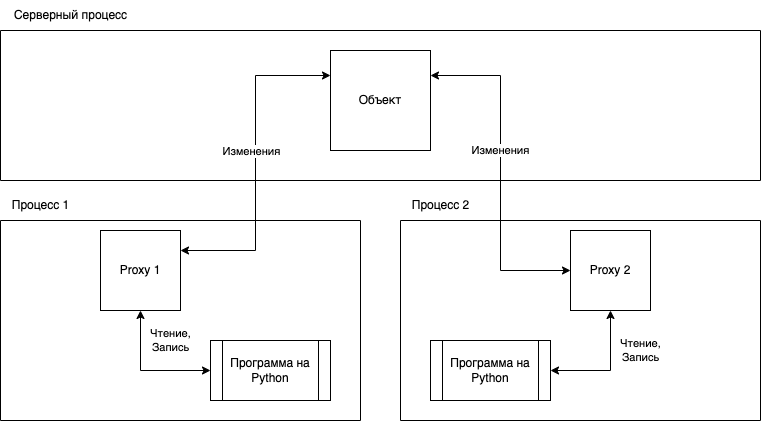 Серверный процесс
Объект
Изменения
Изменения
Процесс 1
Процесс 2
Proxy 1
Proxy 2
Чтение,
Запись
Чтение,
Запись
Программа на
Python
Программа на
Python